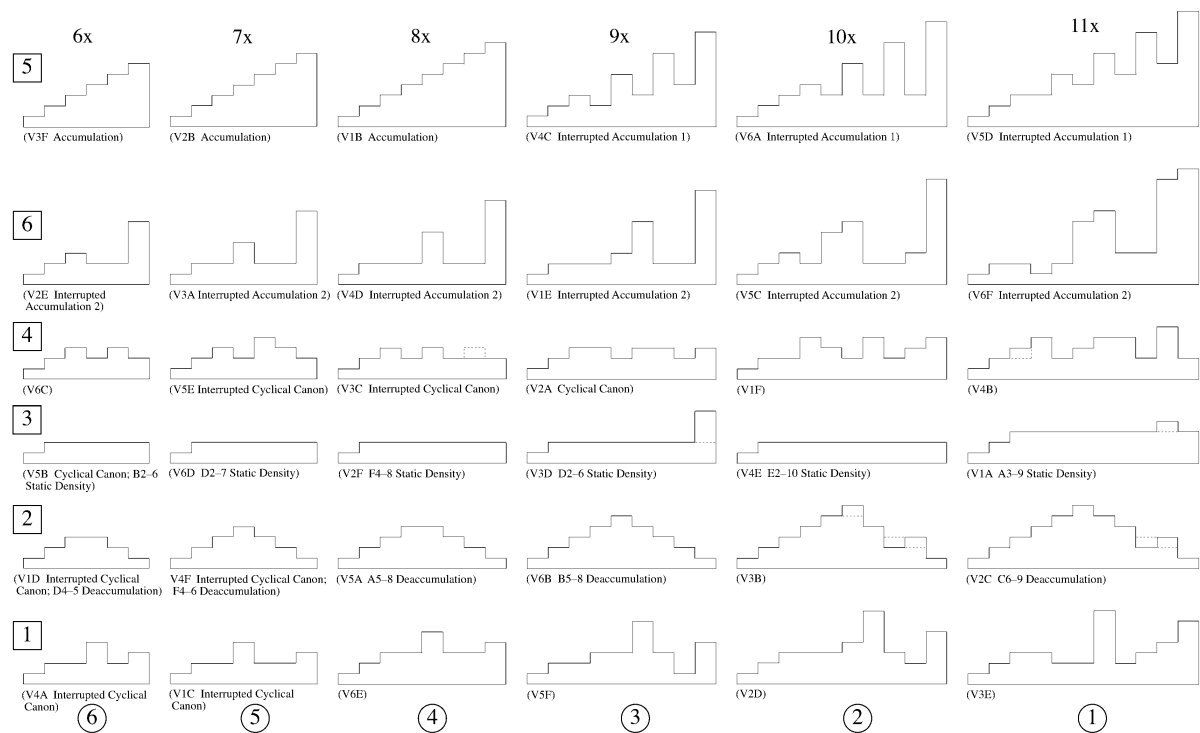 6x 7x 8x 9x 10x 11x
5
(V3F Accumulation) (V2B Accumulation) (V1B Accumulation) (V4C Interrupted Accumulation 1) (V6A Interrupted Accumulation 1) (V5D Interrupted Accumulation 1)
6
(V2E Interrupted Accumulation 2) (V3A Interrupted Accumulation 2) (V4D Interrupted Accumulation 2) (V1E Interrupted Accumulation 2) (V5C Interrupted Accumulation 2) (V6F Interrupted Accumulation 2)
4
(V6C) (V5E Interrupted Cyclical Canon) (V3C Interrupted Cyclical Canon) (V2A Cyclical Canon) (V1F) (V4B)
3
(V5B Cyclical Canon; B2–6 Static Density) (V6D D2–7 Static Density) (V2F F4–8 Static Density) (V3D D2–6 Static Density) (V4E E2–10 Static Density) (V1A A3–9 Static Density)
2
(V1D Interrupted Cyclical Canon; D4–5 Deaccumulation) V4F Interrupted Cyclical Canon; F4–6 Deaccumulation) (V5A A5–8 Deaccumulation) (V6B B5–8 Deaccumulation) (V3B) (V2C C6–9 Deaccumulation)
1
(V4A Interrupted Cyclical Canon) (V1C Interrupted Cyclical Canon) (V6E) (V5F) (V2D) (V3E)
6 5 4 3 2 1